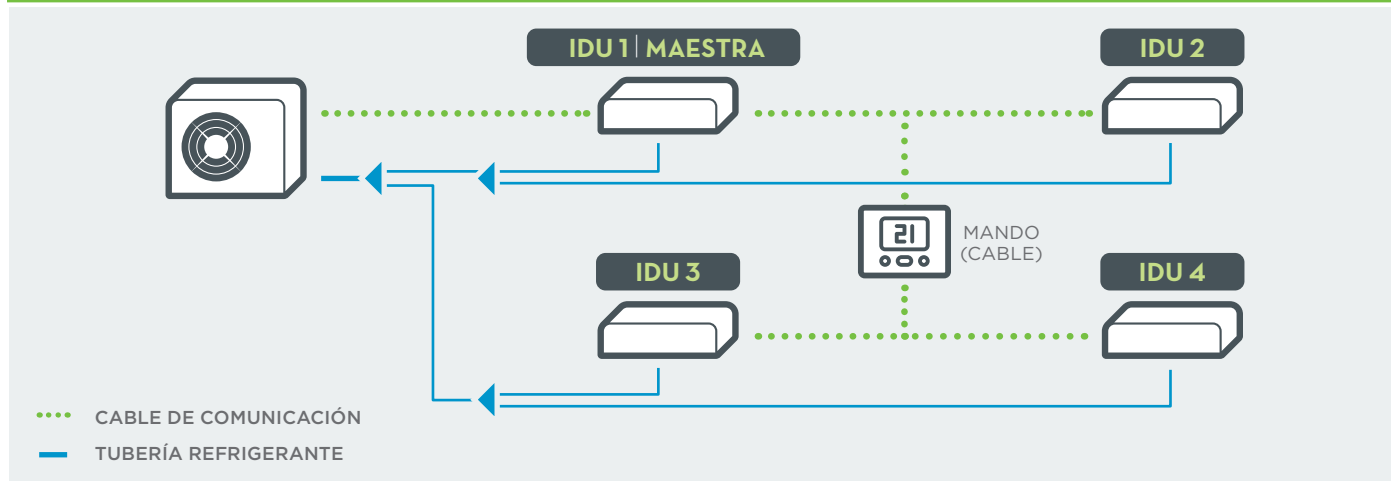 IDU 1 | MAESTRA
IDU 2
21
MANDO
(CABLE)
IDU 3
IDU 4
CABLE DE COMUNICACIÓN
TUBERÍA REFRIGERANTE